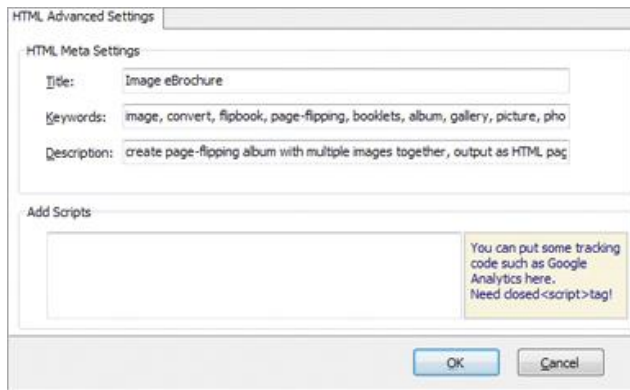 HTML Advanced Settings
HTML Meta Settings
Title: Image eBrochure
Keywords: image, convert, flipbook, page-flipping, booklets, album, gallery, picture, pho
Description: create page-flipping album with multiple images together, output as HTML pag
Add Scripts
You can put some tracking
code such as Google
Analytics here.
Need closed<script>tag!
OK Cancel